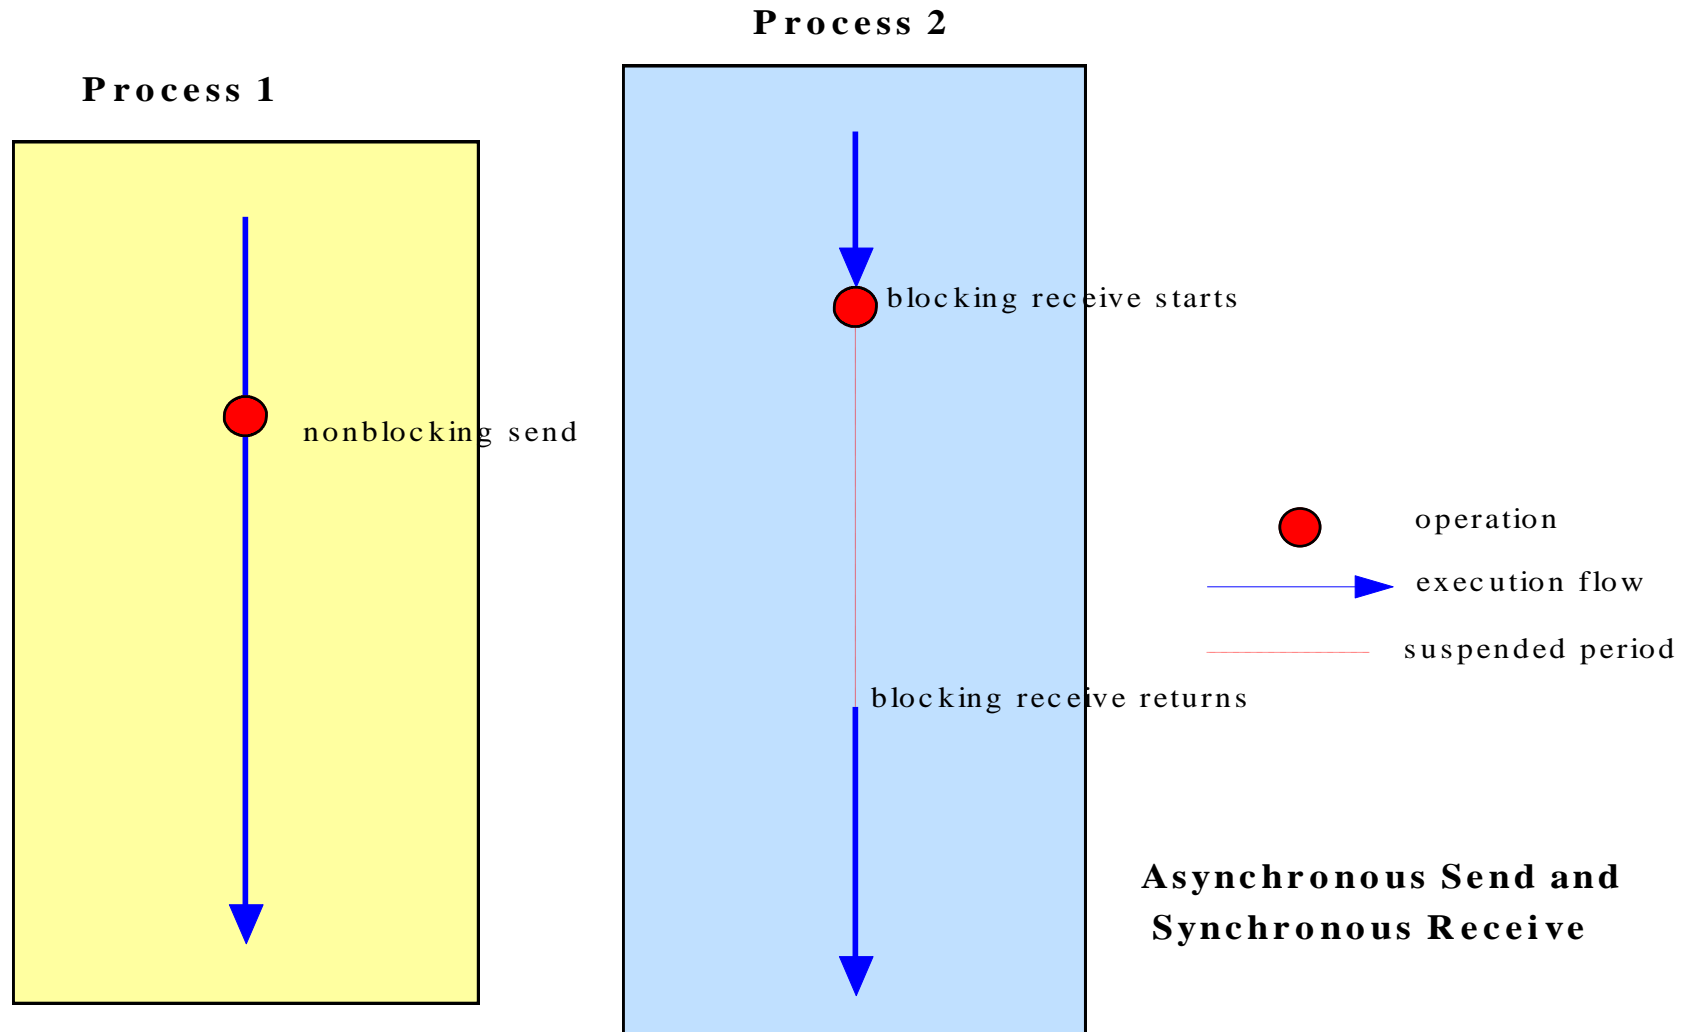 Process 2
Process 1
blocking receive starts
nonblocking send
operation
execution flow
suspended period
blocking receive returns
Asynchronous Send and
Synchronous Receive